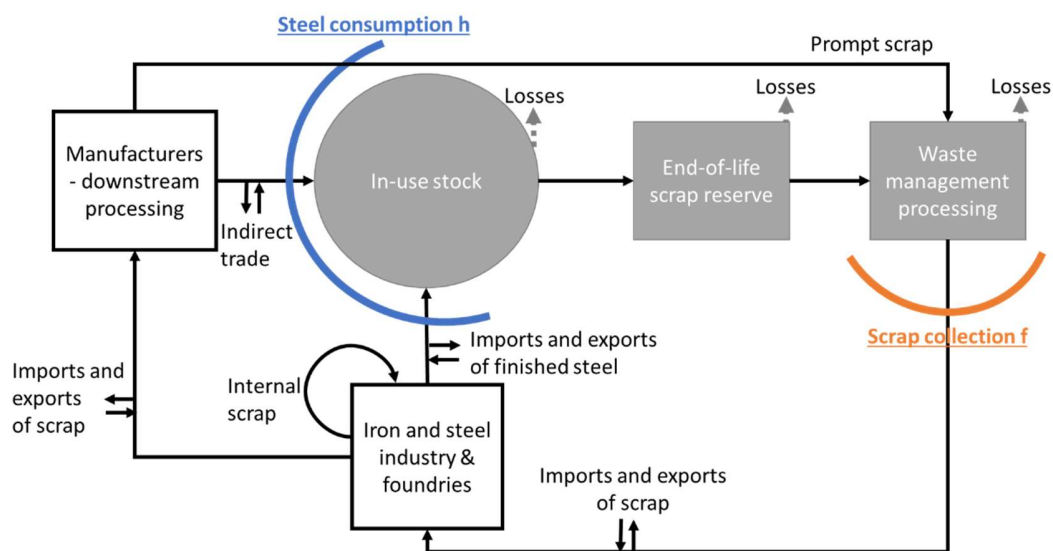 Steel consumption h
Prompt scrap
Losses
Losses
Losses
Manufacturers
- downstream
processing
In-use stock
End-of-life
scrap reserve
Waste
management
processing
Indirect
trade
Scrap collection f
Imports and exports
of finished steel
Imports and
exports
of scrap
Internal
scrap
Iron and steel
industry &
foundries
Imports and exports
of scrap